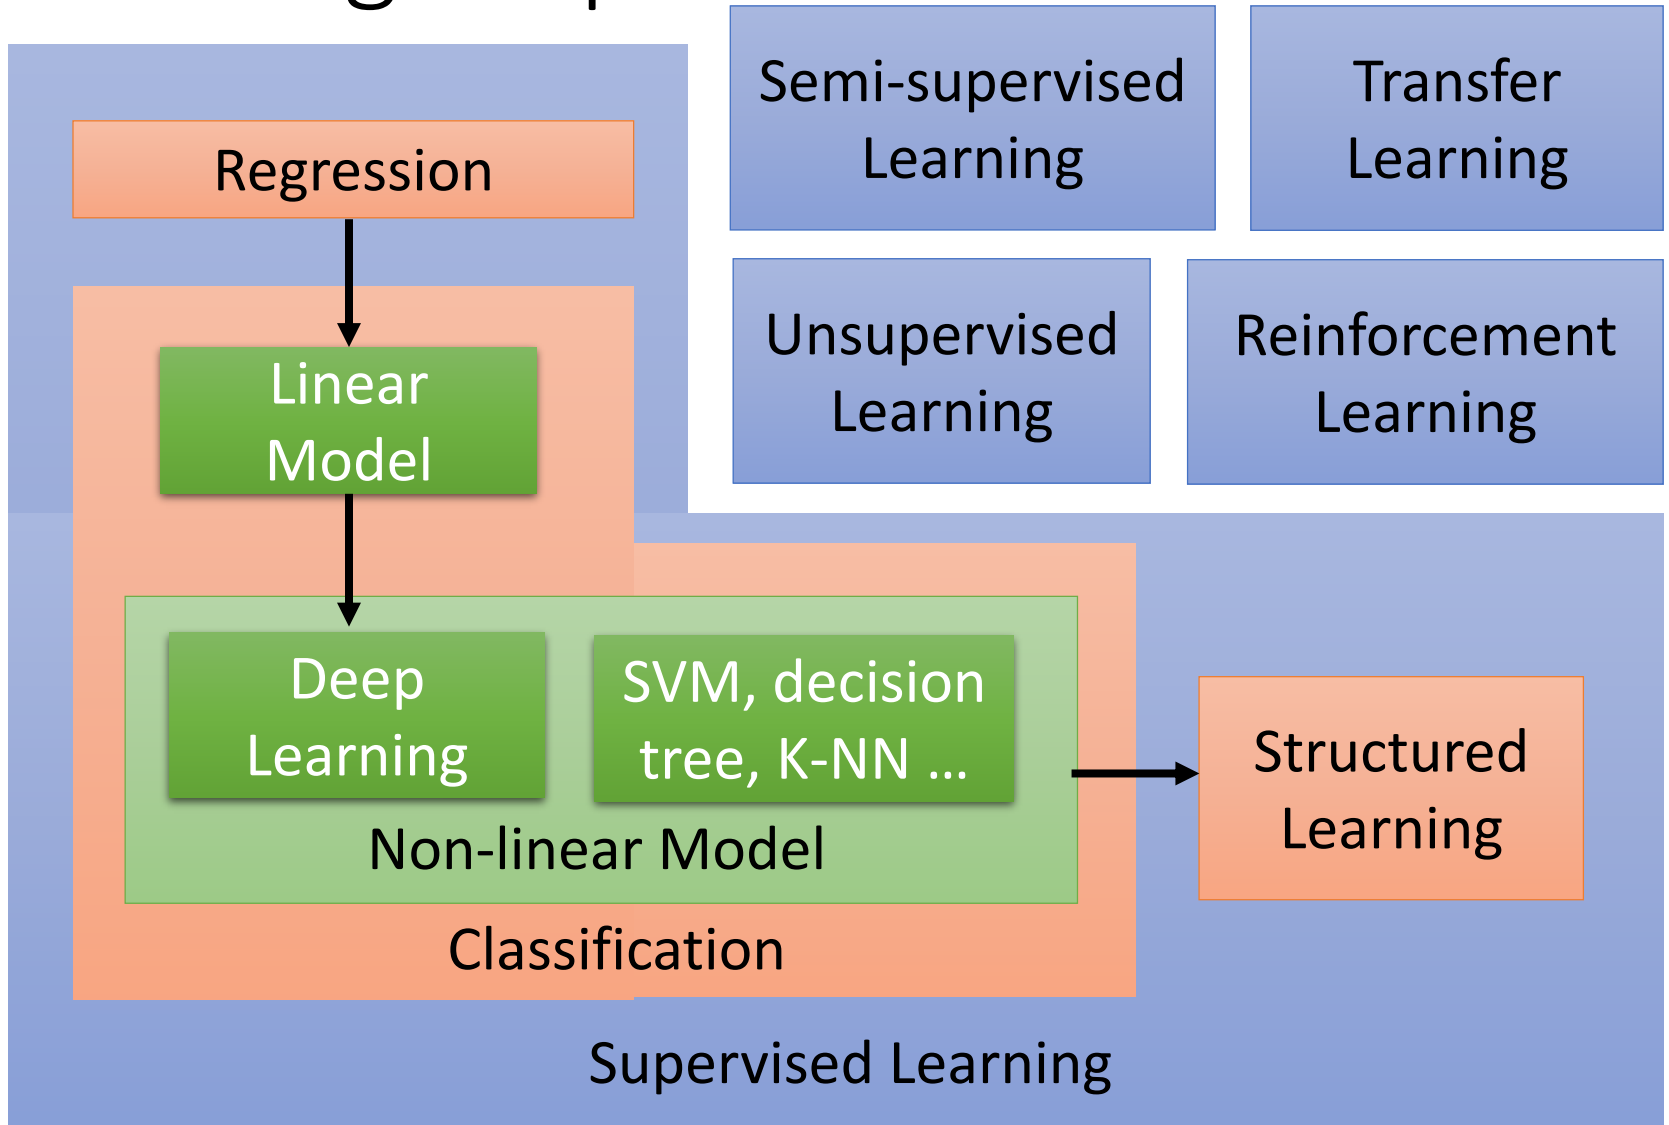 Semi-supervised
Learning
Transfer
Learning
Regression
Unsupervised
Learning
Reinforcement
Learning
Linear
Model
Deep
Learning
SVM, decision
tree, K-NN ...
Structured
Learning
Non-linear Model
Classification
Supervised Learning